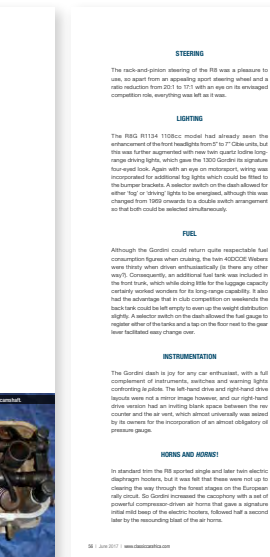 STEERING
The rack-and-pinion steering of the R8 was a pleasure to
use, so apart from an appealing sport steering wheel and a
ratio reduction from 20:1 to 17:1 with an eye on its envisaged
competition role, everything was left as it was.
LIGHTING
The R8G R1134 1108cc model had already seen the
enhancement of the front headlights from 5" to 7" Cibie units, but
this was further augmented with new twin quartz Iodine long-
range driving lights, which gave the 1300 Gordini its signature
four-eyed look. Again with an eye on motorsport, wiring was
incorporated for additional fog lights which could be fitted to
the bumper brackets. A selector switch on the dash allowed for
either 'fog' or 'driving' lights to be energised, although this was
changed from 1969 onwards to a double switch arrangement
so that both could be selected simultaneously.
FUEL
Although the Gordini could return quite respectable fuel
consumption figures when cruising, the twin 40DCOE Webers
were thirsty when driven enthusiastically (is there any other
way?). Consequently, an additional fuel tank was included in
the front trunk, which while doing little for the luggage capacity
certainly worked wonders for its long-range capability. It also
had the advantage that in club competition on weekends the
back tank could be left empty to even up the weight distribution
slightly. A selector switch on the dash allowed the fuel gauge to
register either of the tanks and a tap on the floor next to the gear
lever facilitated easy change over.
INSTRUMENTATION
The Gordini dash is joy for any car enthusiast, with a full
complement of instruments, switches and warning lights
confronting le pilote. The left-hand drive and right-hand drive
layouts were not a mirror image however, and our right-hand
drive version had an inviting blank space between the rev
counter and the air vent, which almost universally was seized
by its owners for the incorporation of an almost obligatory oil
pressure gauge.
HORNS AND HORNS!
In standard trim the R8 sported single and later twin electric
diaphragm hooters, but it was felt that these were not up to
clearing the way through the forest stages on the European
rally circuit. So Gordini increased the cacophony with a set of
powerful compressor-driven air horns that gave a signature
initial mild beep of the electric hooters, followed half a second
later by the resounding blast of the air horns.
camshaft.
58 | June 2017 | www.classiccarafrica.com